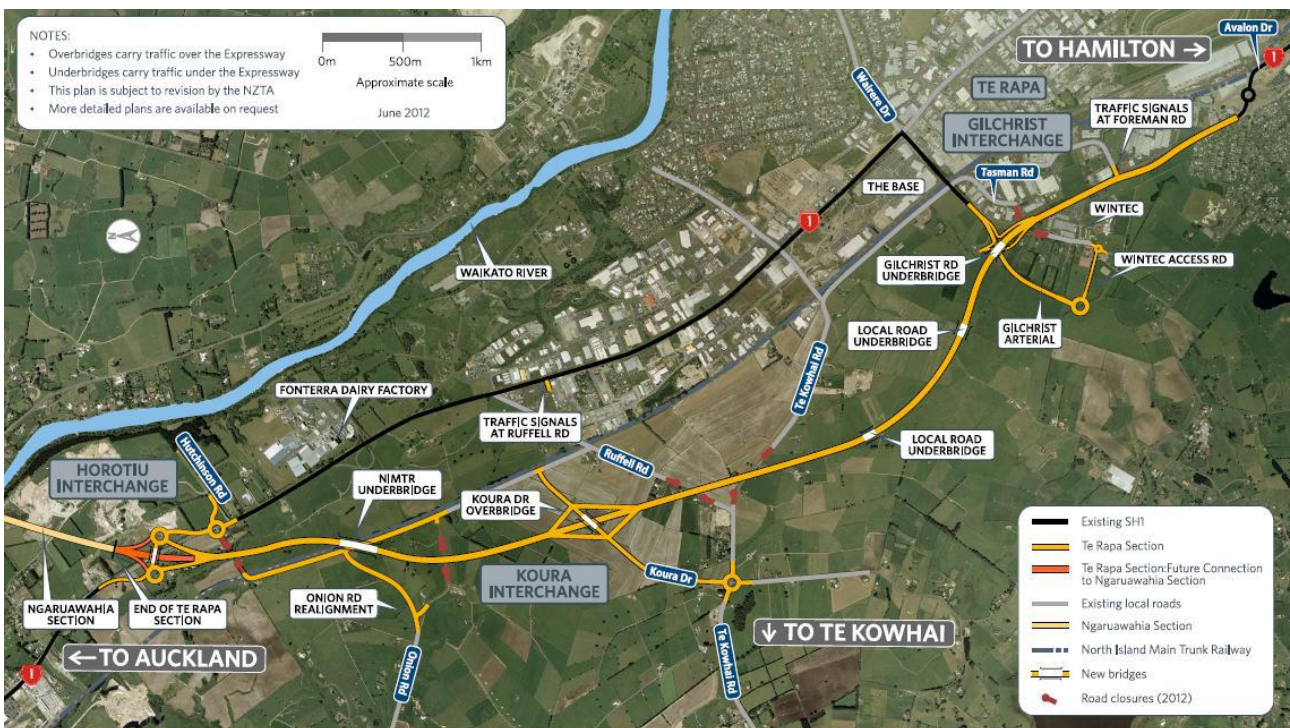 NOTES:
• Overbridges carry traffic over the Expressway
• Underbridges carry traffic under the Expressway
• This plan is subject to revision by the NZTA
• More detailed plans are available on request
0m 500m 1km
Approximate scale
June 2012
TO HAMILTON →
Avalon Dr
1
Wairere Dr
TE RAPA
GILCHRIST
INTERCHANGE
TRAFFIC SIGNALS
AT FOREMAN RD
Tasman Rd
THE BASE
WINTEC
1
WAIKATO RIVER
GILCHRIST RD
UNDERBRIDGE
WINTEC ACCESS RD
LOCAL ROAD
UNDERBRIDGE
GILCHRIST
ARTERIAL
Te Kowhai Rd
FONTERRA DAIRY FACTORY
TRAFFIC SIGNALS
AT RUFFELL RD
LOCAL ROAD
UNDERBRIDGE
Hutchinson Rd
HOROTIU
INTERCHANGE
NIMTR
UNDERBRIDGE
Ruffell Rd
KOURA DR
OVERBRIDGE
KOURA
INTERCHANGE
Koura Dr
NGARUAWAHIA
SECTION
END OF TE RAPA
SECTION
ONION RD
REALIGNMENT
Onion Rd
Te Kowhai Rd
↓ TO TE KOWHAI
← TO AUCKLAND
1
Existing SH1
Te Rapa Section
Te Rapa Section:Future Connection
to Ngaruawahia Section
Existing local roads
Ngaruawahia Section
North Island Main Trunk Railway
New bridges
Road closures (2012)